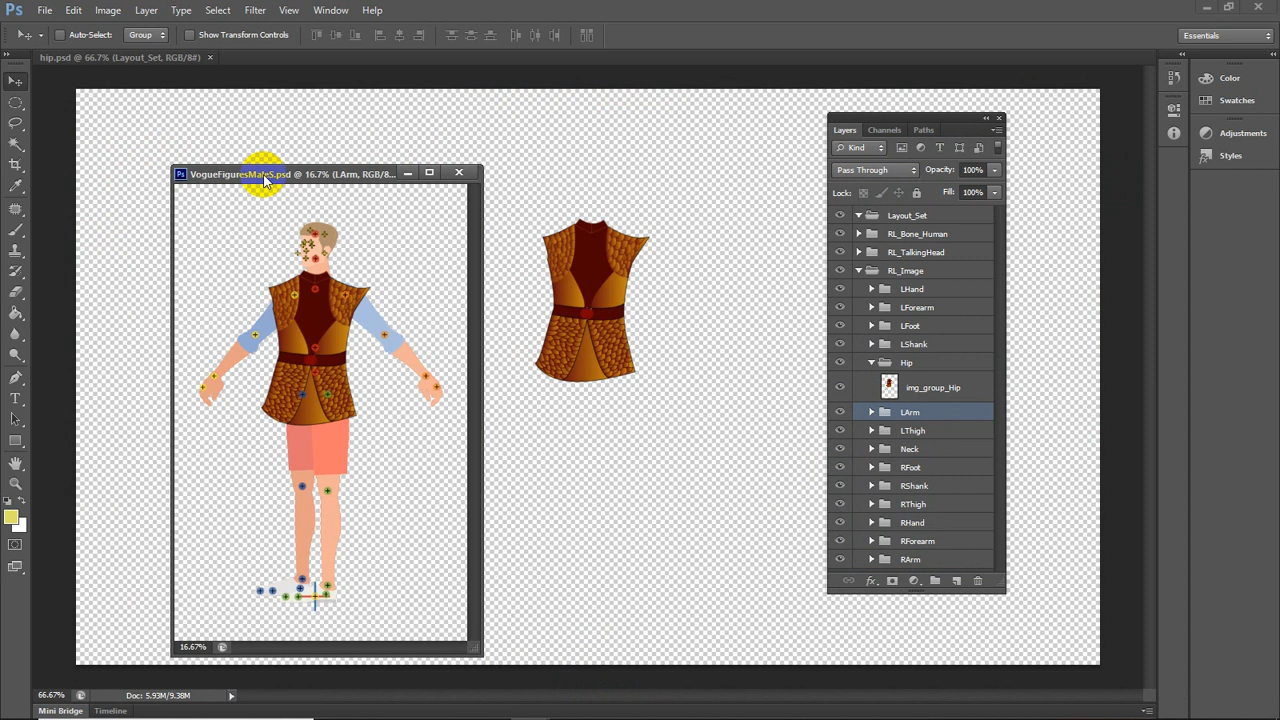 Ps File Edit Image Layer Type Select Filter View Window Help
Auto-Select: Group Show Transform Controls Essentials
hip.psd @ 66.7% (Layout_Set, RGB/8#) ×
Color
Swatches
Adjustments
Styles
Ps VogueFiguresMaleS.psd @ 16.7% (LArm, RGB/8...
16.67%
Layers Channels Paths
Kind
Pass Through Opacity: 100%
Lock: Fill: 100%
Layout_Set
RL_Bone_Human
RL_TalkingHead
RL_Image
LHand
LForearm
LFoot
LShank
Hip
img_group_Hip
LArm
LThigh
Neck
RFoot
RShank
RThigh
RHand
RForearm
RArm
fx
66.67% Doc: 5.93M/9.38M
Mini Bridge Timeline